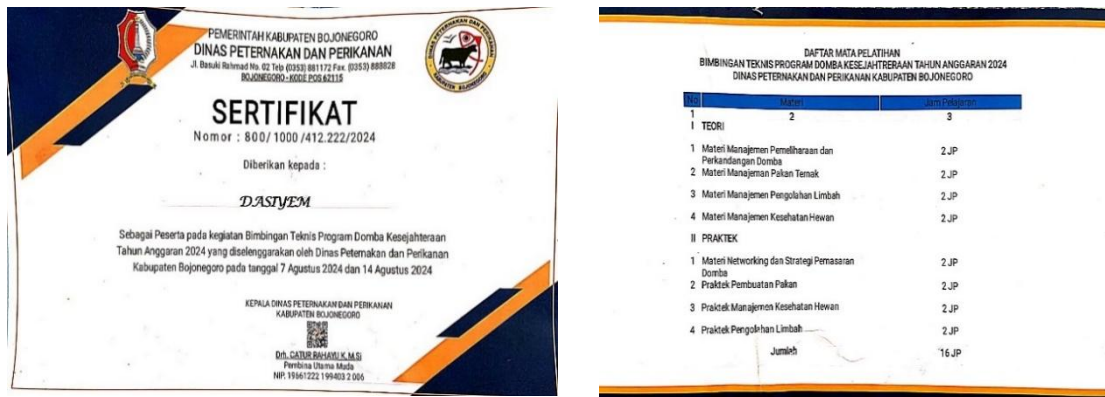 PEMERINTAH KABUPATEN BOJONEGORO
DINAS PETERNAKAN DAN PERIKANAN
Jl. Basuki Rahmad No. 02 Telp (0353) 881172 Fax. (0353) 888828
BOJONEGORO - KODE POS 62115
DINAS PETERNAKAN DAN PERIKANAN
KABUPATEN BOJONEGORO
SERTIFIKAT
Nomor : 800/ 1000 /412.222/2024
Diberikan kepada :
DASIYEM
Sebagai Peserta pada kegiatan Bimbingan Teknis Program Domba Kesejahteraan
Tahun Anggaran 2024 yang diselenggarakan oleh Dinas Peternakan dan Perikanan
Kabupaten Bojonegoro pada tanggal 7 Agustus 2024 dan 14 Agustus 2024
KEPALA DINAS PETERNAKAN DAN PERIKANAN
KABUPATEN BOJONEGORO
Drh. CATUR RAHAYU K, M.Si
Pembina Utama Muda
NIP. 19661222 199403 2 006
DAFTAR MATA PELATIHAN
BIMBINGAN TEKNIS PROGRAM DOMBA KESEJAHTRERAAN TAHUN ANGGARAN 2024
DINAS PETERNAKAN DAN PERIKANAN KABUPATEN BOJONEGORO
No Materi Jam Pelajaran
1 2 3
I TEORI
1 Materi Manajemen Pemeliharaan dan 2 JP
Perkandangan Domba
2 Materi Manajeman Pakan Ternak 2 JP
3 Materi Manajemen Pengolahan Limbah 2 JP
4 Materi Manajemen Kesehatan Hewan 2 JP
II PRAKTEK
1 Materi Networking dan Strategi Pemasaran 2 JP
Domba
2 Praktek Pembuatan Pakan 2 JP
3 Praktek Manajemen Kesehatan Hewan 2 JP
4 Praktek Pengolahan Limbah 2 JP
Jumlah 16 JP